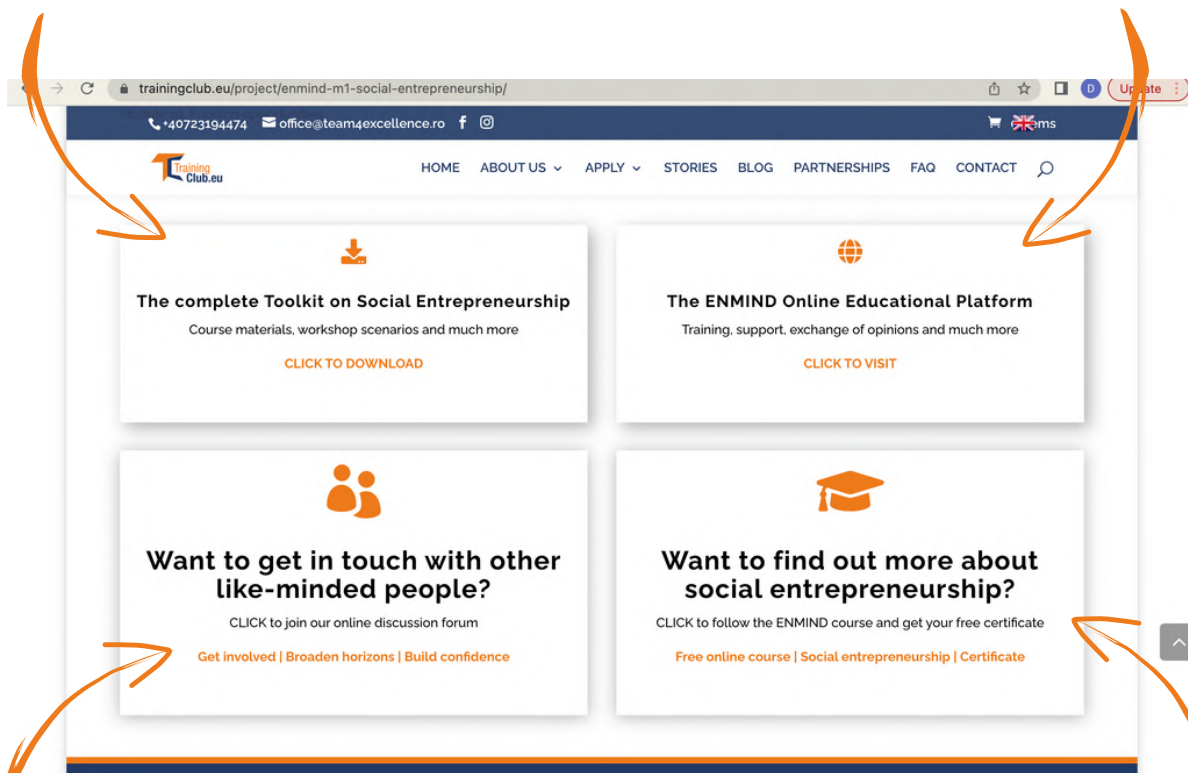 trainingclub.eu/project/enmind-m1-social-entrepreneurship/
D
Update
+40723194474 office@team4excellence.ro
Training
Club.eu
HOME ABOUT US APPLY STORIES BLOG PARTNERSHIPS FAQ CONTACT
The complete Toolkit on Social Entrepreneurship
Course materials, workshop scenarios and much more
CLICK TO DOWNLOAD
The ENMIND Online Educational Platform
Training, support, exchange of opinions and much more
CLICK TO VISIT
Want to get in touch with other
like-minded people?
CLICK to join our online discussion forum
Get involved | Broaden horizons | Build confidence
Want to find out more about
social entrepreneurship?
CLICK to follow the ENMIND course and get your free certificate
Free online course | Social entrepreneurship | Certificate